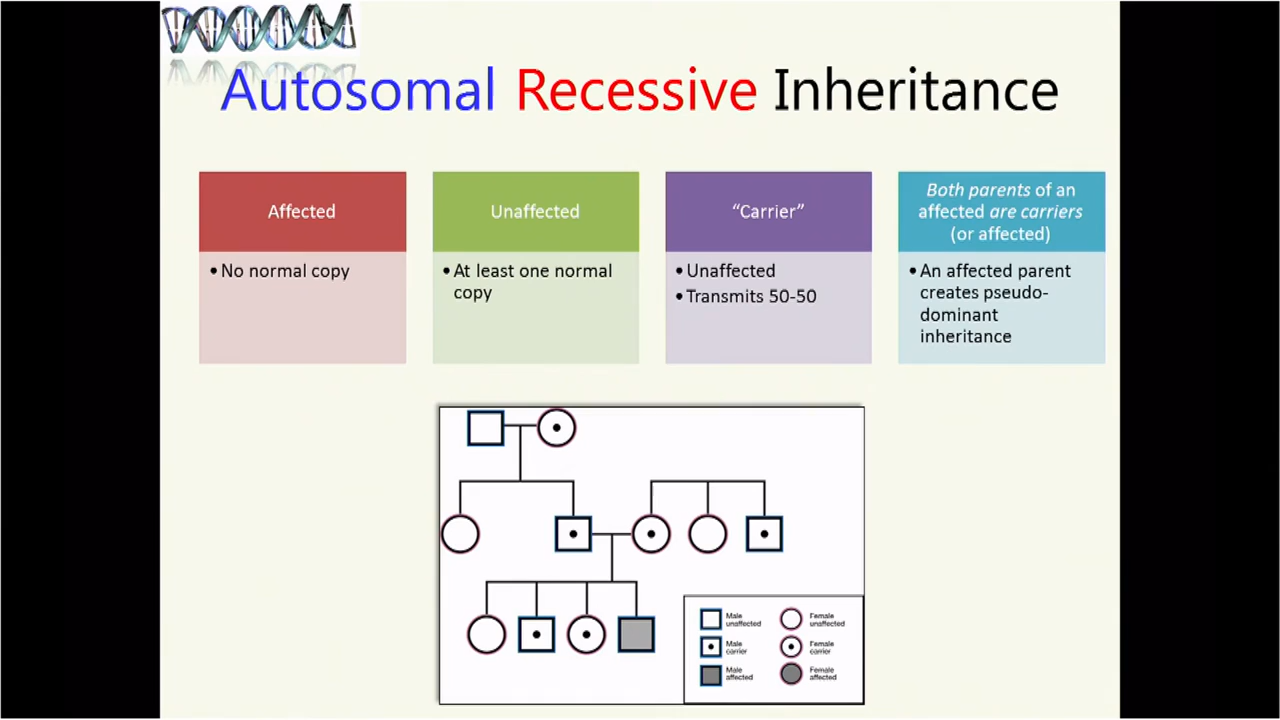 Autosomal Recessive Inheritance
Affected
• No normal copy
Unaffected
• At least one normal
copy
“Carrier”
• Unaffected
• Transmits 50-50
Both parents of an
affected are carriers
(or affected)
• An affected parent
creates pseudo-
dominant
inheritance
Male
unaffected
Female
unaffected
Male
carrier
Female
carrier
Male
affected
Female
affected